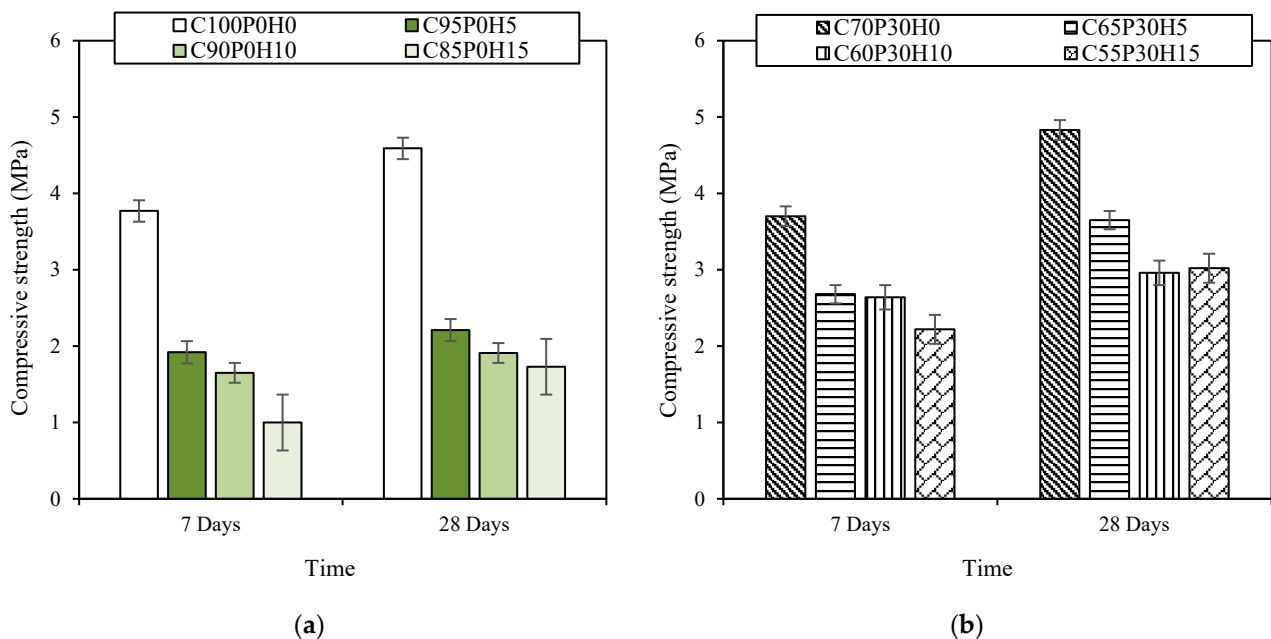 C100P0H0 C95P0H5
C90P0H10 C85P0H15
6
5
4
3
2
1
0
Compressive strength (MPa)
7 Days 28 Days
Time
(a)
C70P30H0 C65P30H5
C60P30H10 C55P30H15
6
5
4
3
2
1
0
Compressive strength (MPa)
7 Days 28 Days
Time
(b)